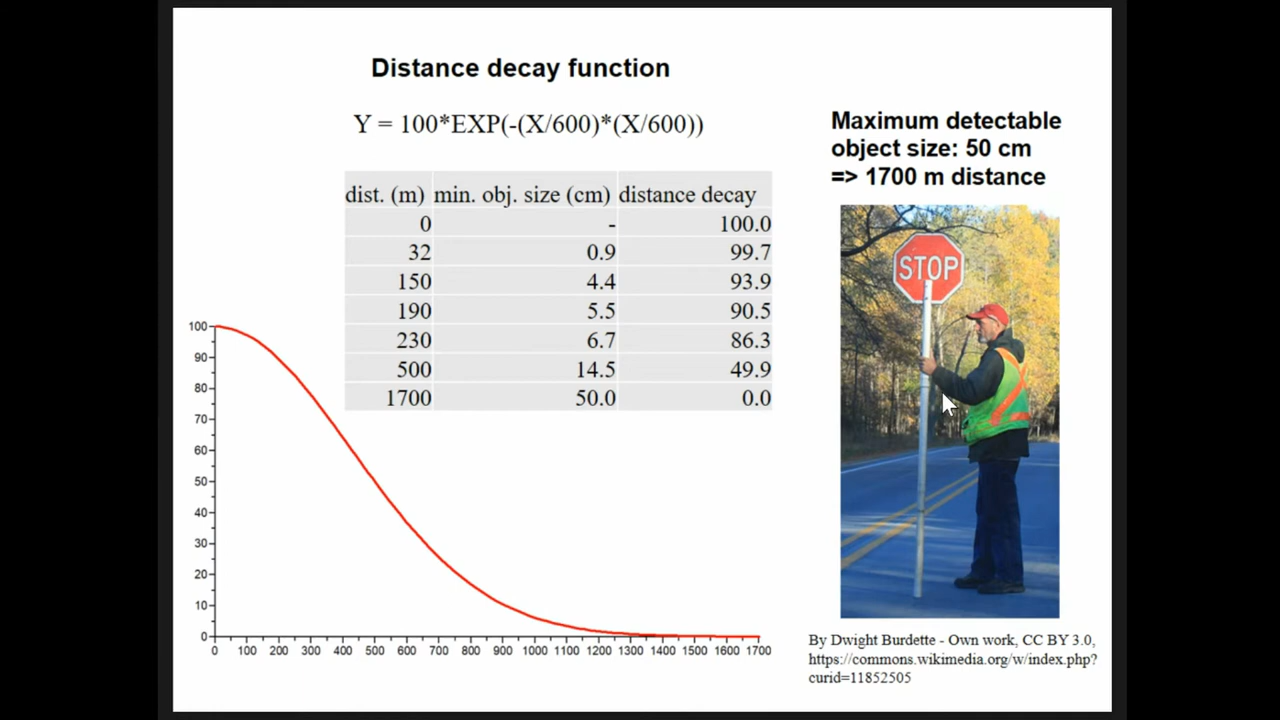 Distance decay function
Y = 100*EXP(-(X/600)*(X/600))
dist. (m) min. obj. size (cm) distance decay
0 - 100.0
32 0.9 99.7
150 4.4 93.9
190 5.5 90.5
230 6.7 86.3
500 14.5 49.9
1700 50.0 0.0
100
90
80
70
60
50
40
30
20
10
0
0 100 200 300 400 500 600 700 800 900 1000 1100 1200 1300 1400 1500 1600 1700
Maximum detectable
object size: 50 cm
=> 1700 m distance
STOP
By Dwight Burdette - Own work, CC BY 3.0,
https://commons.wikimedia.org/w/index.php?
curid=11852505